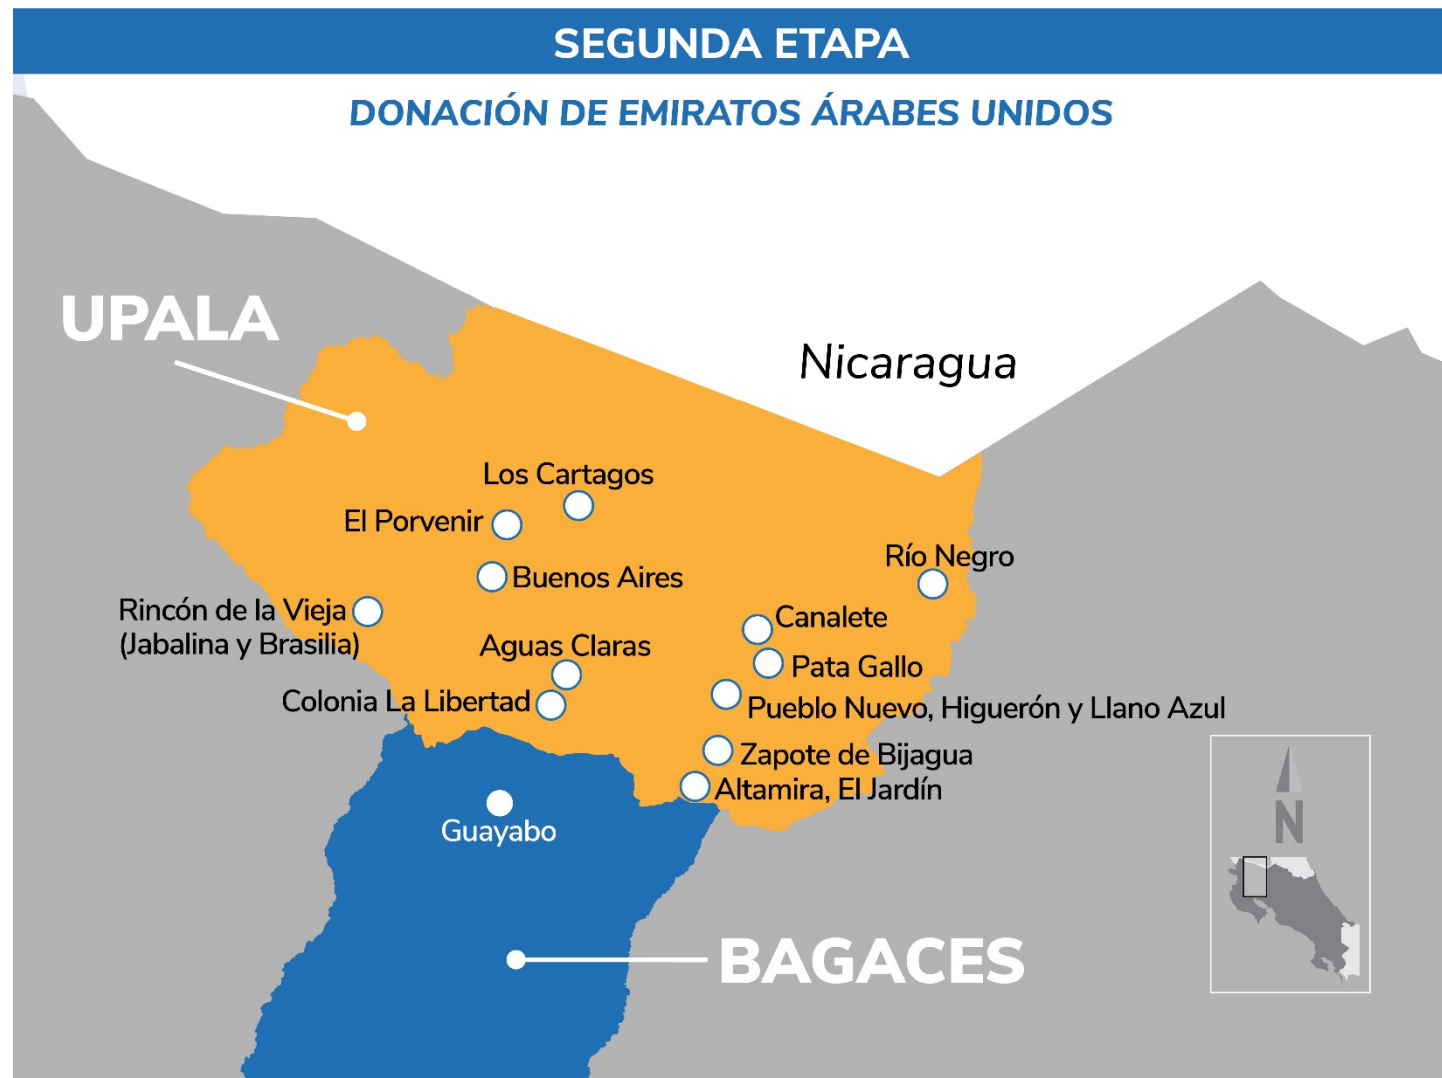 SEGUNDA ETAPA
DONACIÓN DE EMIRATOS ÁRABES UNIDOS
UPALA
Nicaragua
Los Cartagos
El Porvenir
Río Negro
Buenos Aires
Rincón de la Vieja
(Jabalina y Brasilia)
Canalete
Aguas Claras
Pata Gallo
Colonia La Libertad
Pueblo Nuevo, Higuerón y Llano Azul
Zapote de Bijagua
Altamira, El Jardín
Guayabo
N
BAGACES